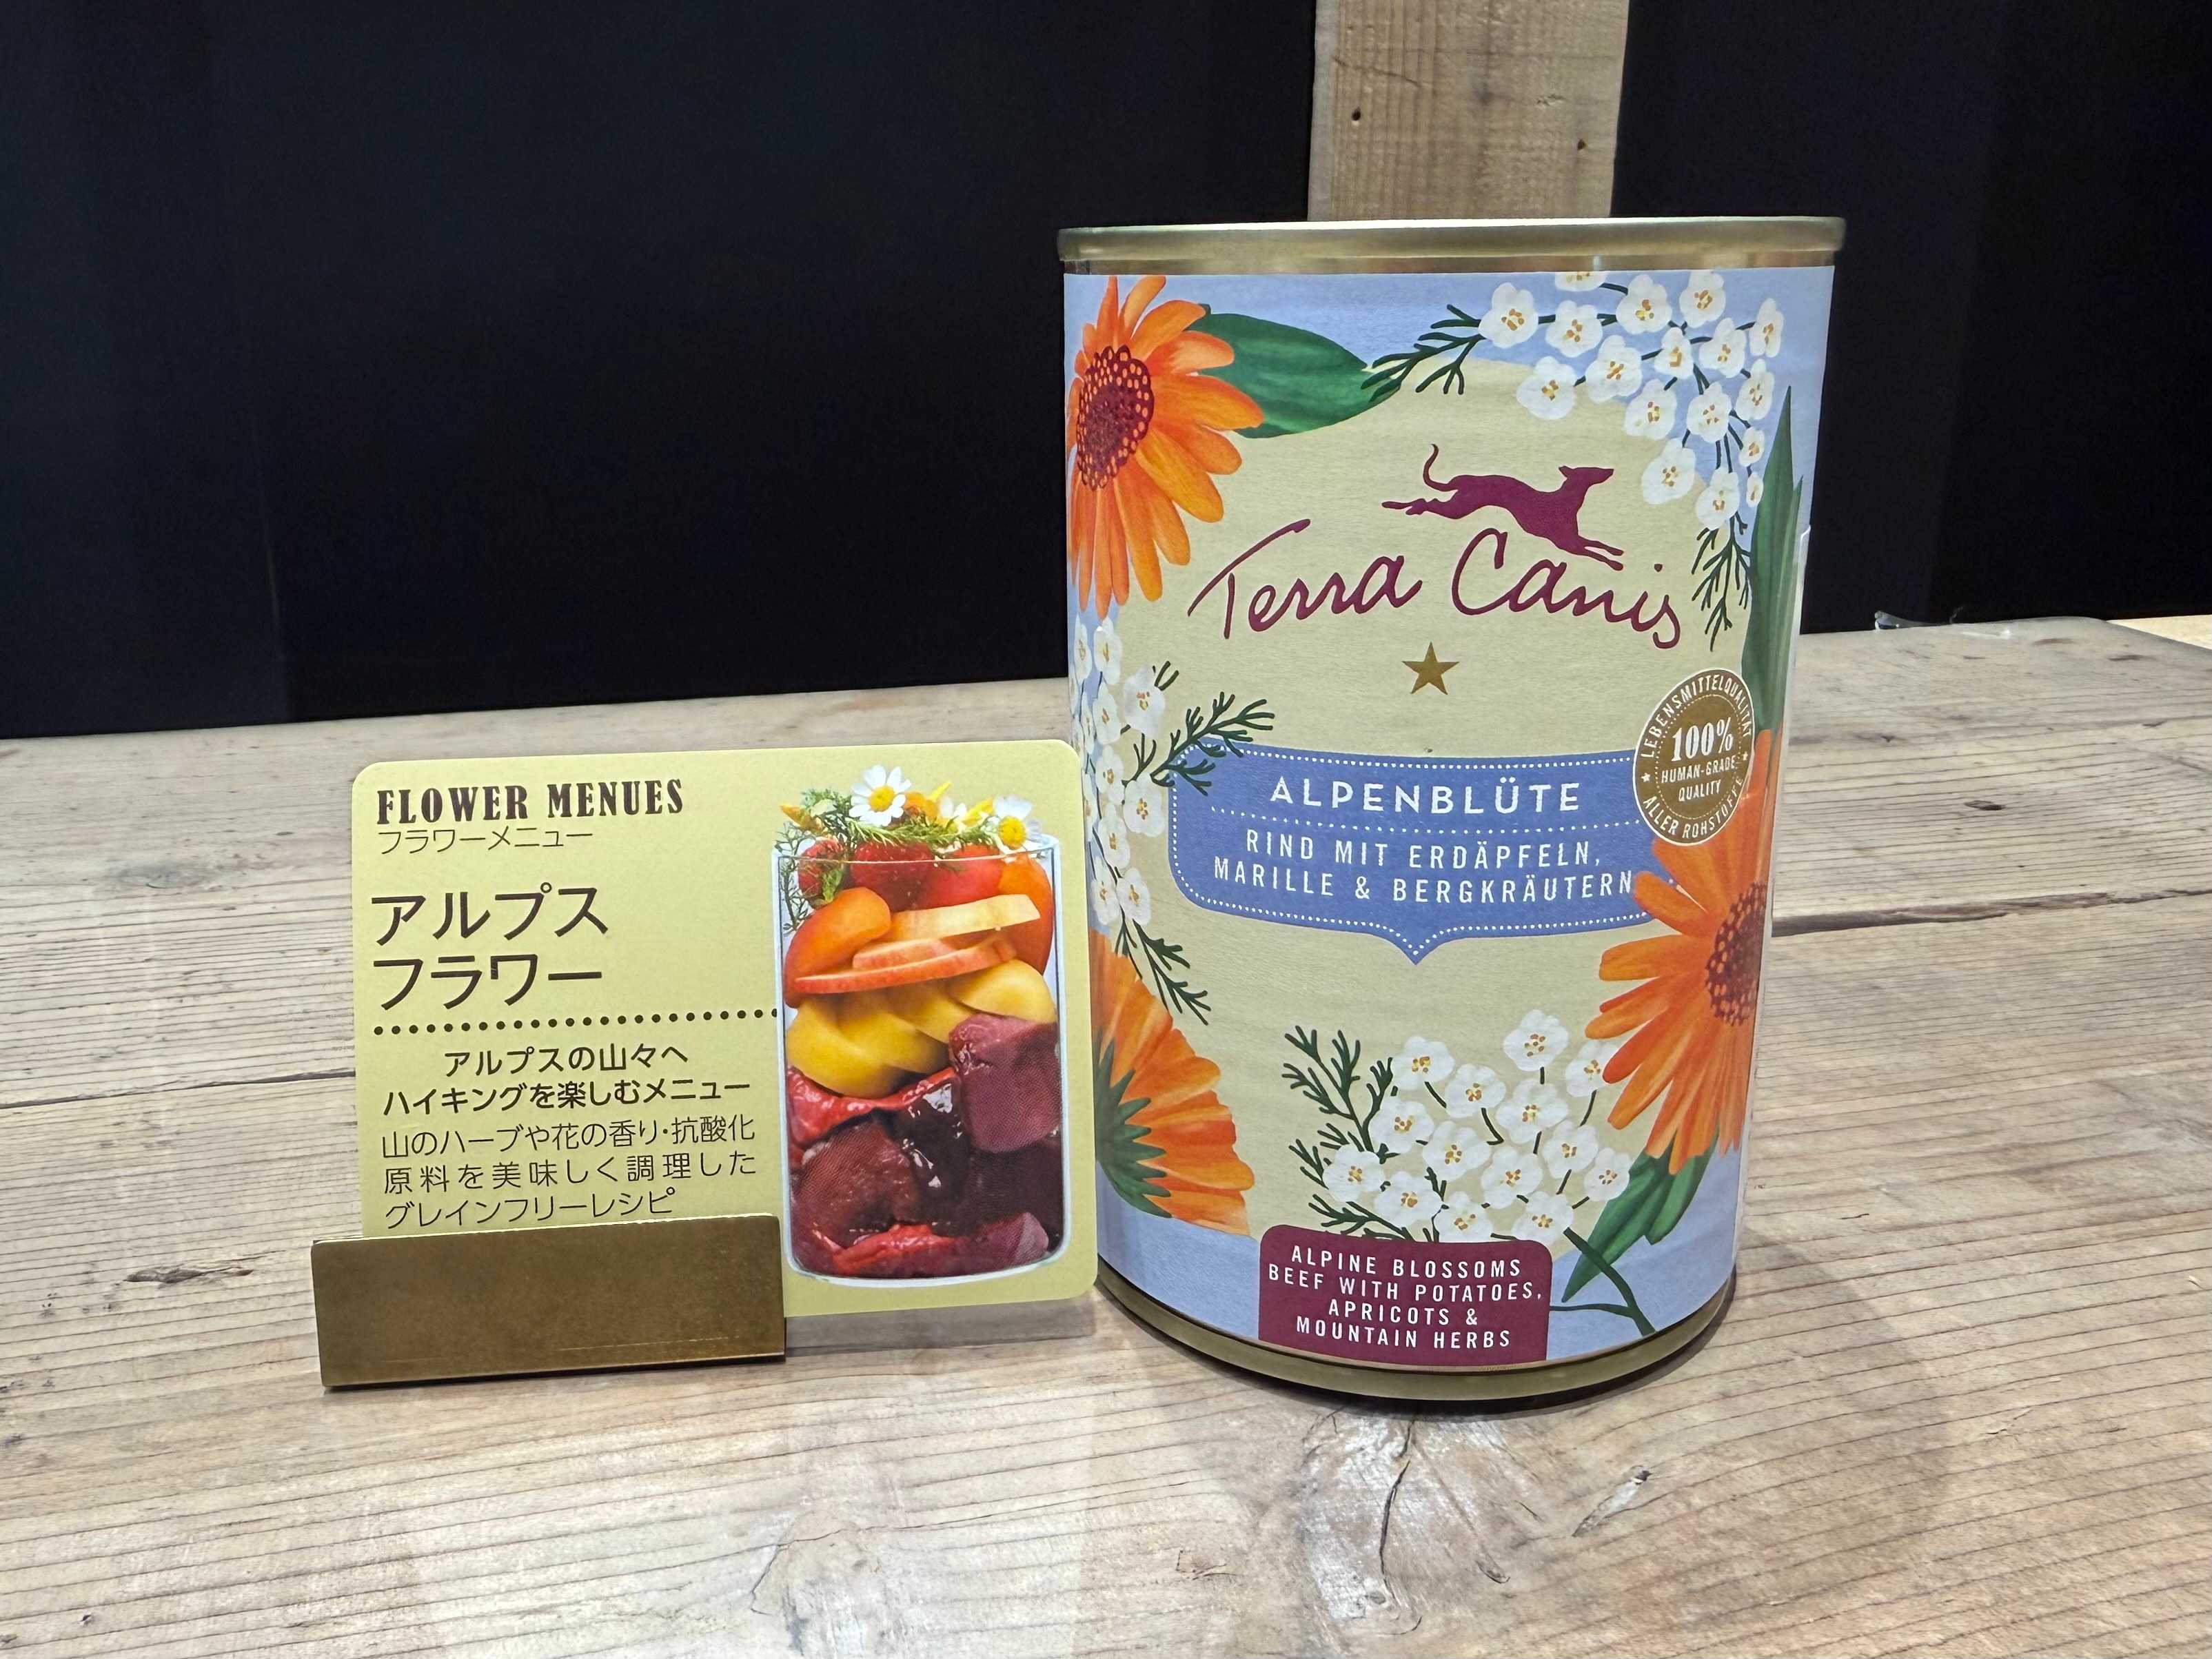 FLOWER MENUES
フラワーメニュー
アルプス
フラワー
アルプスの山々へ
ハイキングを楽しむメニュー
山のハーブや花の香り・抗酸化
原料を美味しく調理した
グレインフリーレシピ
Terra Canis
ALPENBLÜTE
RIND MIT ERDÄPFELN,
MARILLE & BERGKRÄUTERN
LEBENSMITTELQUALITÄT
100%
HUMAN-GRADE
QUALITY
ALLER ROHSTOFFE
ALPINE BLOSSOMS
BEEF WITH POTATOES,
APRICOTS &
MOUNTAIN HERBS